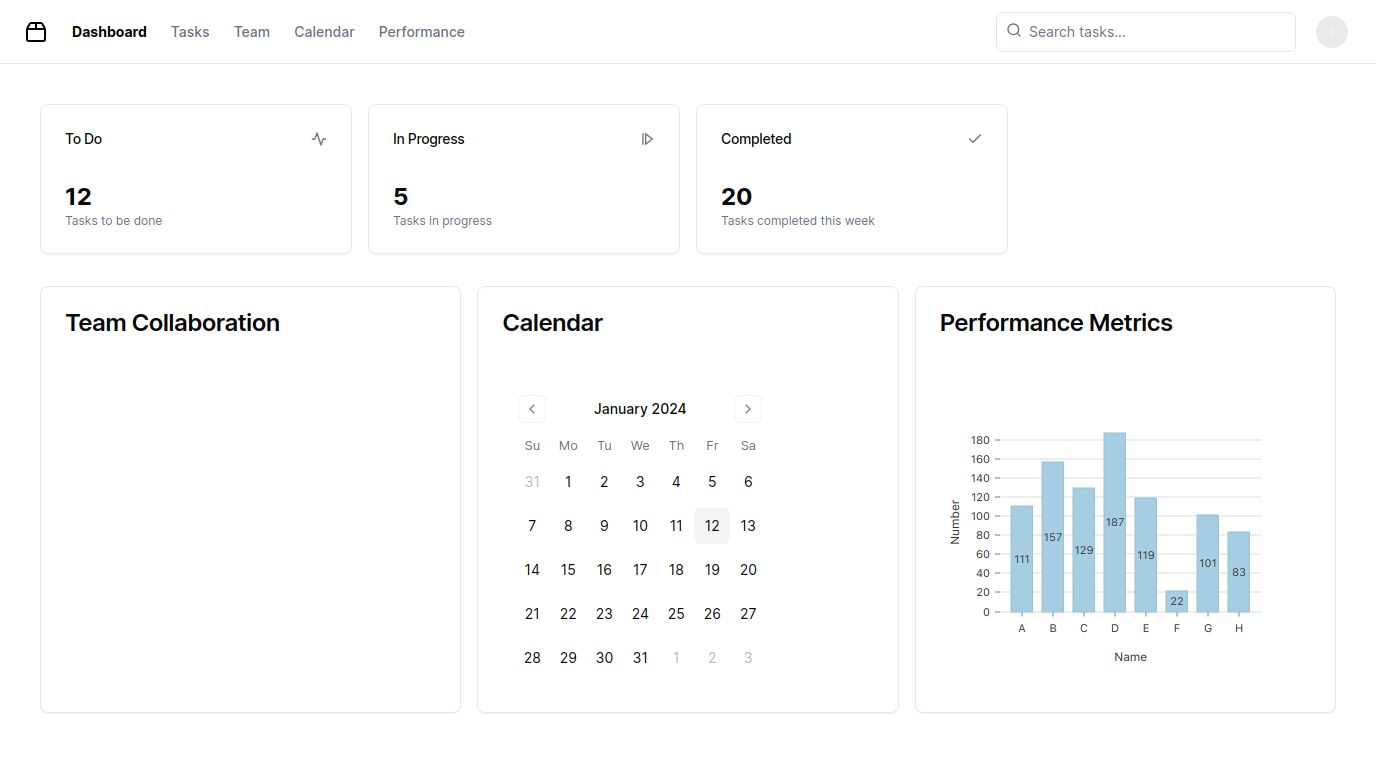 Dashboard Tasks Team Calendar Performance Search tasks...
To Do
12
Tasks to be done
In Progress
5
Tasks in progress
Completed
20
Tasks completed this week
Team Collaboration
Calendar
January 2024
Su Mo Tu We Th Fr Sa
31 1 2 3 4 5 6
7 8 9 10 11 12 13
14 15 16 17 18 19 20
21 22 23 24 25 26 27
28 29 30 31 1 2 3
Performance Metrics
Number
180
160
140
120
100
80
60
40
20
0
111 157 129 187 119 22 101 83
A B C D E F G H
Name